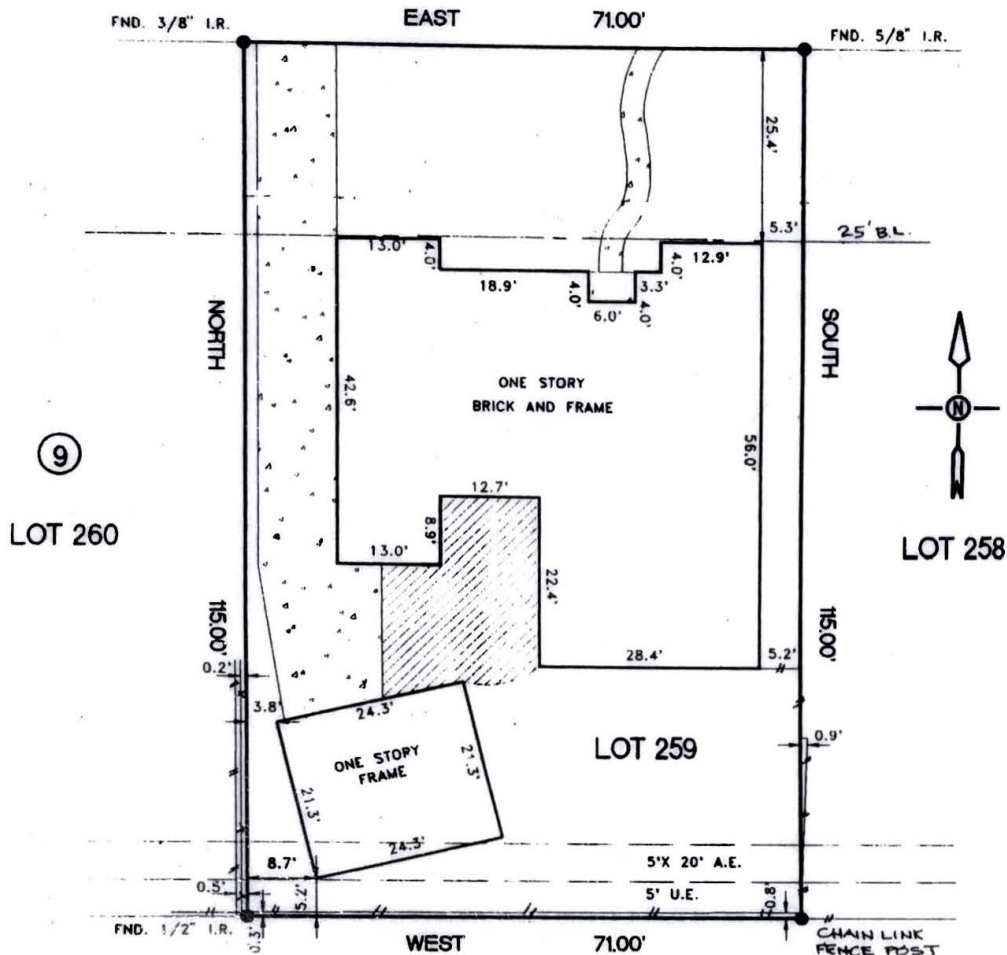 EAST 71.00'
FND. 3/8" I.R.
FND. 5/8" I.R.
25.4'
5.3'
25' B.L.
13.0'
4.0'
18.9'
4.0'
6.0'
4.0'
3.3'
4.0'
12.9'
NORTH
SOUTH
42.6'
ONE STORY
BRICK AND FRAME
56.0'
N
9
LOT 260
LOT 258
12.7'
8.9'
13.0'
22.4'
115.00'
115.00'
28.4'
5.2'
0.2'
3.8'
24.3'
ONE STORY
FRAME
21.3'
21.3'
24.3'
LOT 259
0.9'
8.7'
5'X 20' A.E.
0.5'
5.2'
5' U.E.
0.8'
0.3'
FND. 1/2" I.R.
WEST 71.00'
CHAIN LINK
FENCE POST